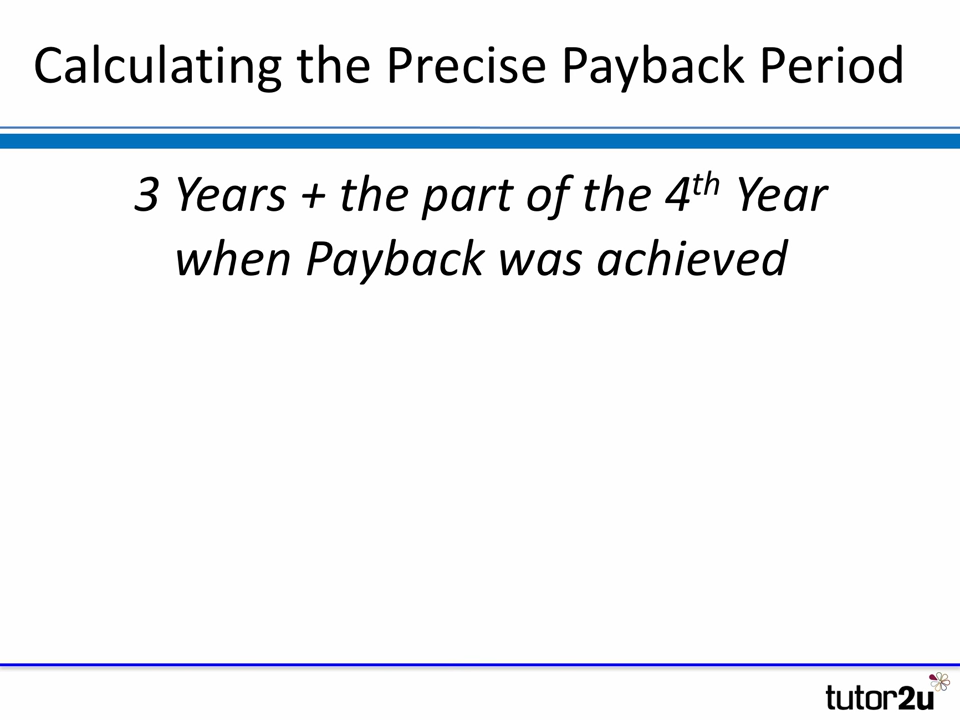 Calculating the Precise Payback Period
3 Years + the part of the 4th Year
when Payback was achieved
tutor2u